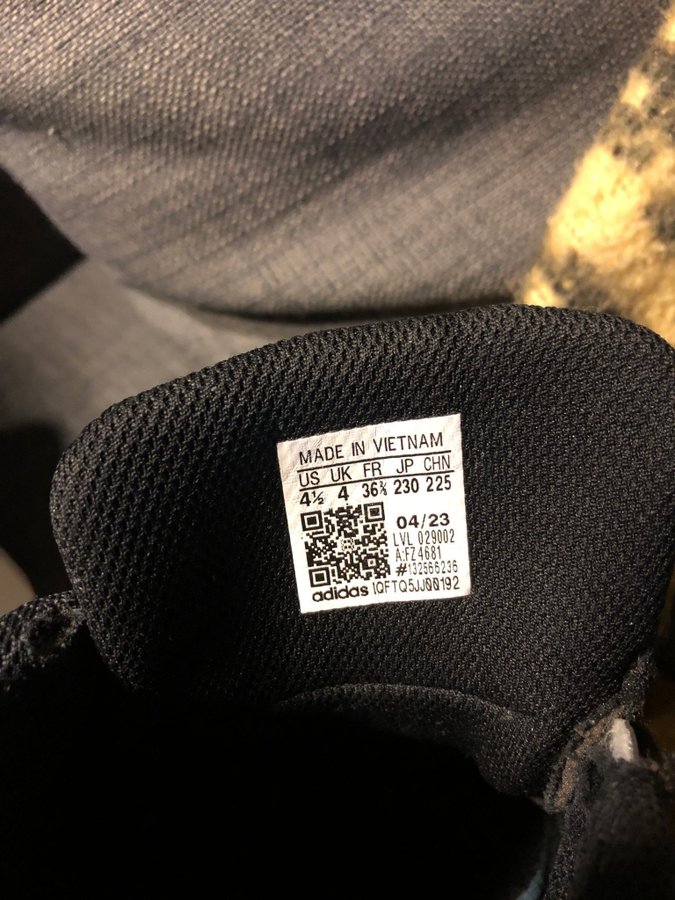 MADE IN VIETNAM
US UK FR JP CHN
4½ 4 36⅔ 230 225
04/23
LVL 029002
A:FZ4681
#132566236
adidas 1QFTQ5JJ00192